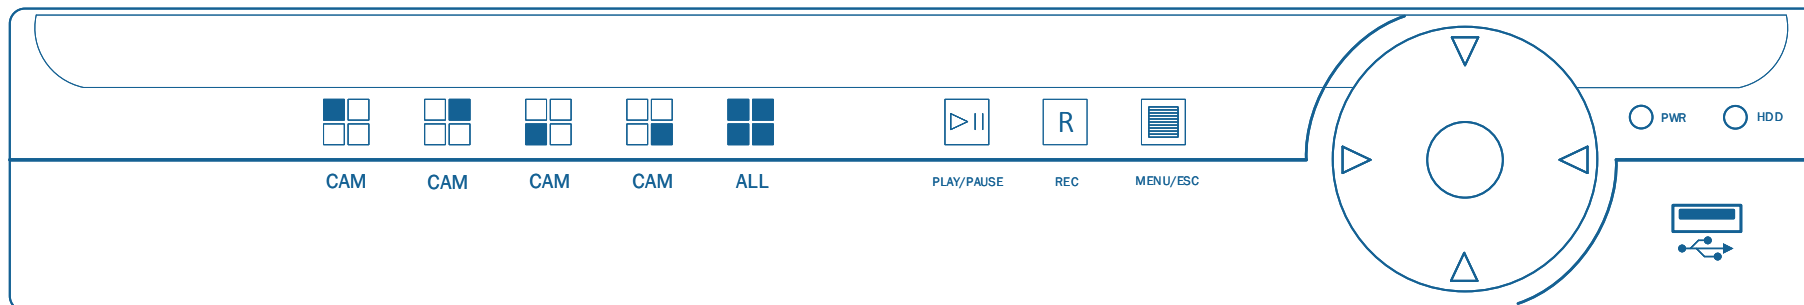 R
PWR
HDD
CAM
CAM
CAM
CAM
ALL
PLAY/PAUSE
REC
MENU/ESC